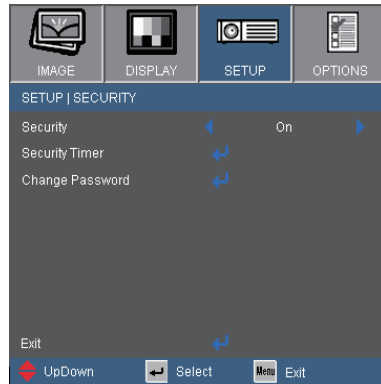 IMAGE DISPLAY SETUP OPTIONS
SETUP | SECURITY
Security On
Security Timer
Change Password
Exit
UpDown Select Menu Exit